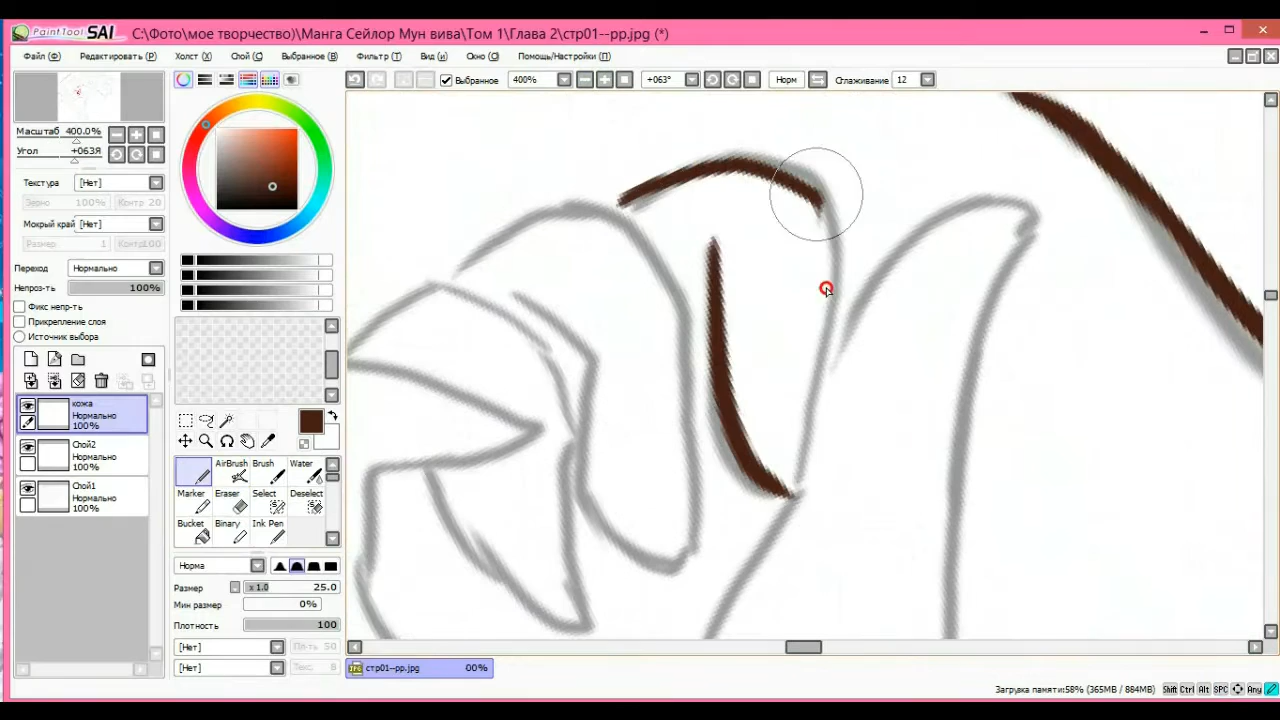 PaintTool SAI C:\Фото\мое творчество)\Манга Сейлор Мун вива\Том 1\Глава 2\стр01--pp.jpg (*)
Файл (Ф) Редактировать (Р) Холст (X) Слой (С) Выбранное (В) Фильтр (T) Вид (и) Окно (С) Помощь/Настройки (П)
Выбранное 400% +063° Норм Сглаживание 12
Масштаб 400.0%
Угол +063Я
Текстура [Нет]
Зерно 100% Контр 20
Мокрый край [Нет]
Размер 1 Контр 100
Переход Нормально
Непроз-ть 100%
Фикс непр-ть
Прикрепление слоя
Источник выбора
кожа
Нормально
100%
Слой2
Нормально
100%
Слой1
Нормально
100%
AirBrush Brush Water
Marker Eraser Select Deselect
Bucket Binary Ink Pen
Норма
Размер x 1.0 25.0
Мин размер 0%
Плотность 100
[Нет] Пл-ть 50
[Нет] Тек: 8
стр01--pp.jpg 00%
Загрузка памяти:58% (365MB / 884MB) Shift Ctrl Alt SPC Any